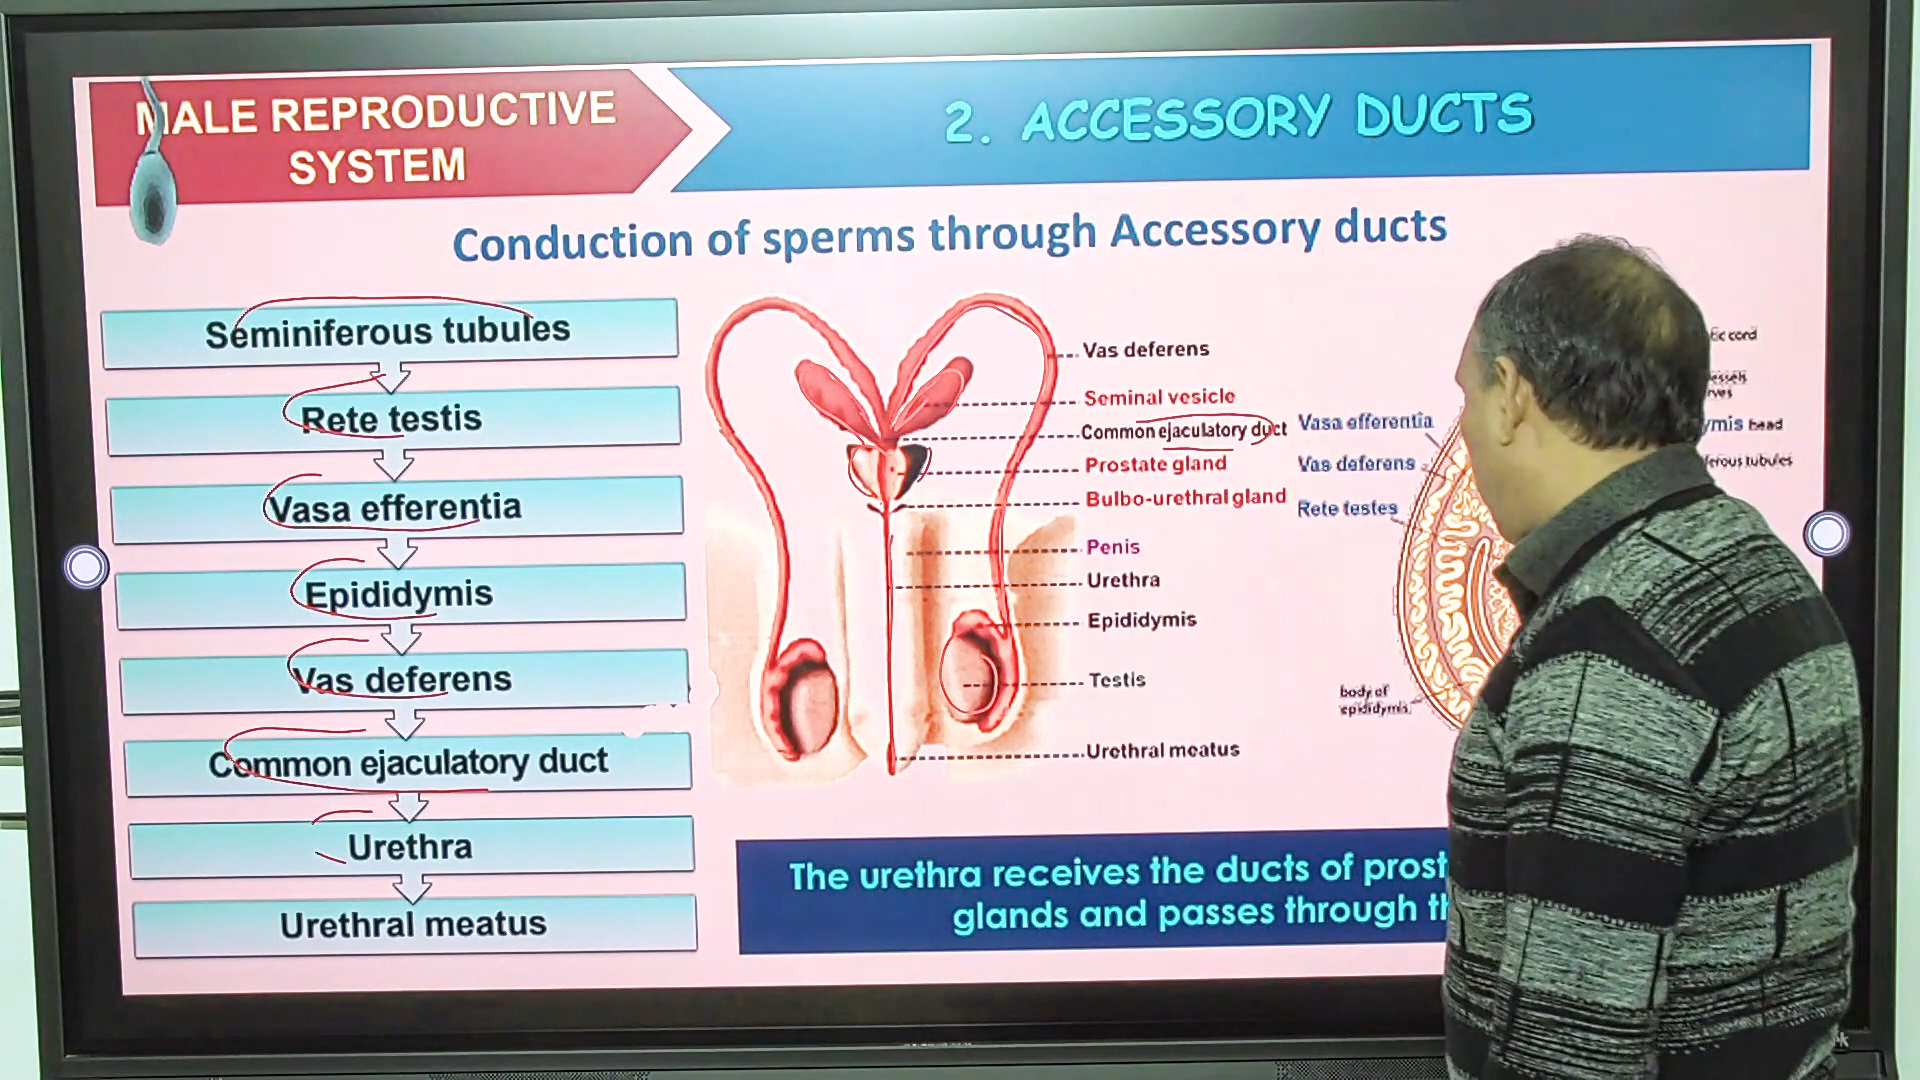 MALE REPRODUCTIVE
SYSTEM
2. ACCESSORY DUCTS
Conduction of sperms through Accessory ducts
Seminiferous tubules
Rete testis
Vasa efferentia
Epididymis
Vas deferens
Common ejaculatory duct
Urethra
Urethral meatus
Vas deferens
Seminal vesicle
Common ejaculatory duct
Prostate gland
Bulbo-urethral gland
Penis
Urethra
Epididymis
Testis
Urethral meatus
Vasa efferentia
Vas deferens
Rete testes
body of
epididymis
cord
head
tubules
The urethra receives the ducts of
glands and passes through